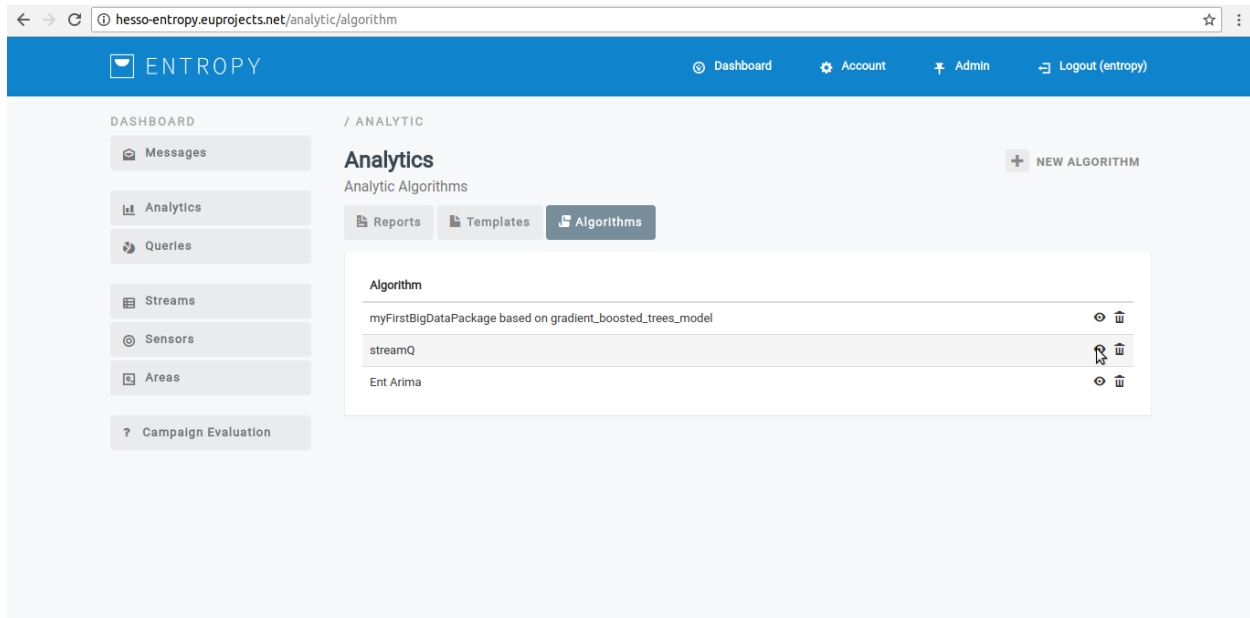 hesso-entropy.euprojects.net/analytic/algorithm
ENTROPY
Dashboard Account Admin Logout (entropy)
DASHBOARD
Messages
Analytics
Queries
Streams
Sensors
Areas
? Campaign Evaluation
/ ANALYTIC
Analytics
NEW ALGORITHM
Analytic Algorithms
Reports Templates Algorithms
Algorithm
myFirstBigDataPackage based on gradient_boosted_trees_model
streamQ
Ent Arima